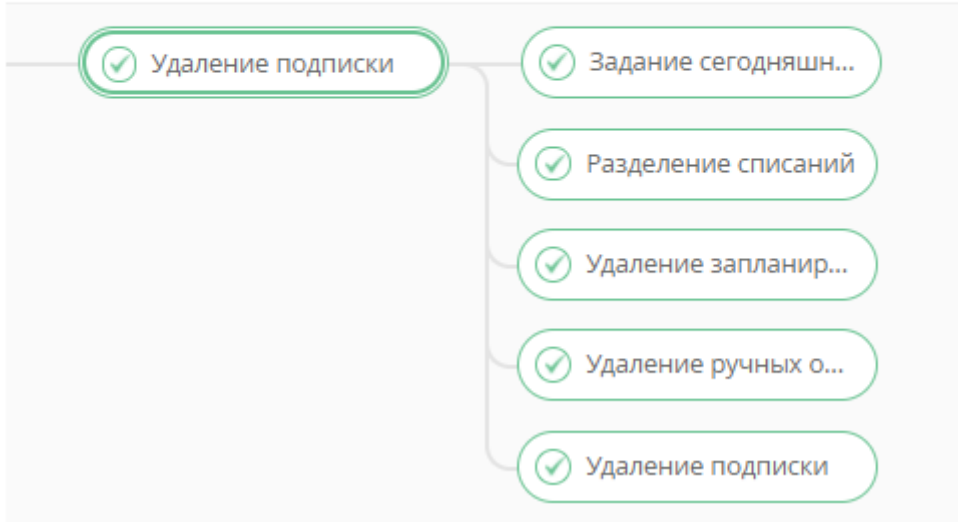 Удаление подписки
Задание сегодняшн...
Разделение списаний
Удаление запланир...
Удаление ручных о...
Удаление подписки